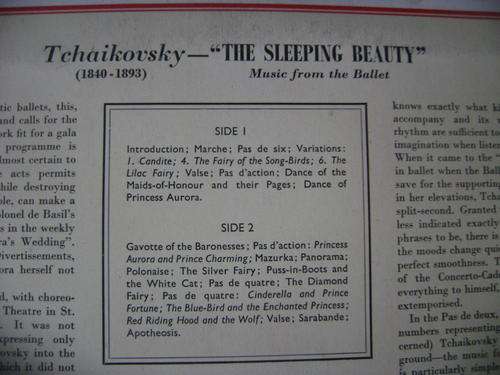 Tchaikovsky—"THE SLEEPING BEAUTY"
(1840-1893) Music from the Ballet
tic ballets, this,
and calls for the
ork fit for a gala
programme is
lmost certain to
e acts permits
while destroying
ble, can make a
olonel de Basil's
s in the weekly
ra's Wedding".
ivertissements,
ora herself not
d, with choreo-
Theatre in St.
It was not
xpressing only
ovsky into the
hich it did not
SIDE 1
Introduction; Marche; Pas de six; Variations:
1. Candite; 4. The Fairy of the Song-Birds; 6. The
Lilac Fairy; Valse; Pas d'action; Dance of the
Maids-of-Honour and their Pages; Dance of
Princess Aurora.
SIDE 2
Gavotte of the Baronesses; Pas d'action: Princess
Aurora and Prince Charming; Mazurka; Panorama;
Polonaise; The Silver Fairy; Puss-in-Boots and
the White Cat; Pas de quatre; The Diamond
Fairy; Pas de quatre: Cinderella and Prince
Fortune; The Blue-Bird and the Enchanted Princess;
Red Riding Hood and the Wolf; Valse; Sarabande;
Apotheosis.
knows exactly what ki
accompany and its
rhythm are sufficient to
imagination when listen
When it came to the
in ballet when the Ball
save for the supporting
in her elevations, Tchai
split-second. Granted
less indicated exactly
phrases to be, there is
the moods change qui
perfect smoothness. T
of the Concerto-Cade
everything to himself,
extemporised.
In the Pas de deux,
numbers representing
cerned) Tchaikovsky
ground—the music fa
is particularly simple